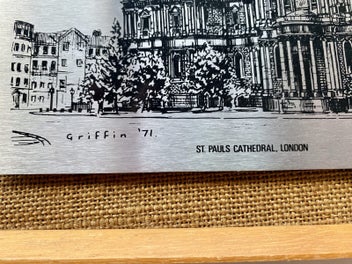 Griffin '71.
ST. PAULS CATHEDRAL, LONDON